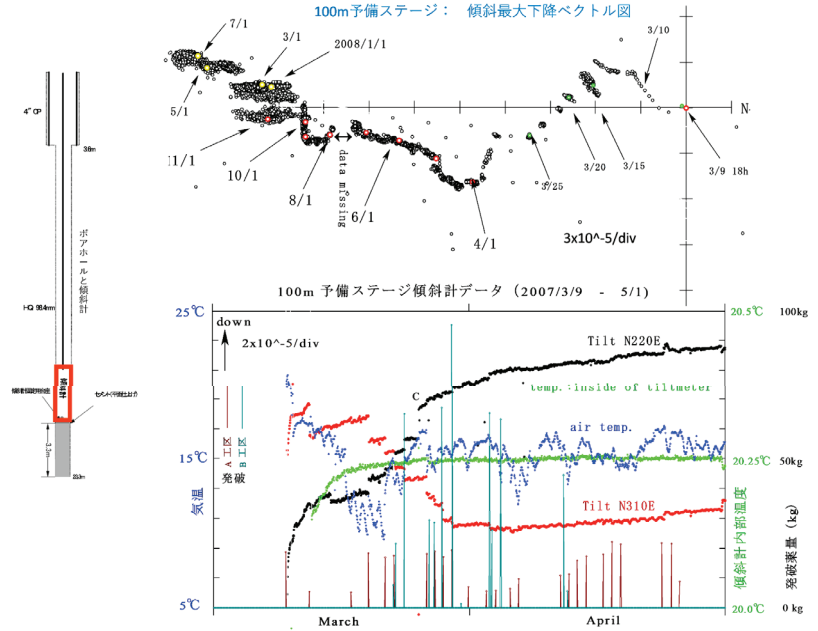 100m予備ステージ： 傾斜最大下降ベクトル図
7/1
3/1
2008/1/1
3/10
5/1
N
11/1
10/1
8/1
data missing
6/1
4/1
3/25
3/20
3/15
3/9 18h
3x10^-5/div
4” CP
3.6m
ボアホールと傾斜計
HQ 98.4mm
傾斜計
3.3m
100m 予備ステージ傾斜計データ (2007/3/9 - 5/1)
25℃
20.5℃
100kg
down
2x10^-5/div
Tilt N220E
C
temp.:inside of tiltmeter
air temp.
A工区
B工区
発破
15℃
20.25℃
50kg
気温
Tilt N310E
傾斜計内部温度
発破薬量 (kg)
5℃
20.0℃
0 kg
March
April